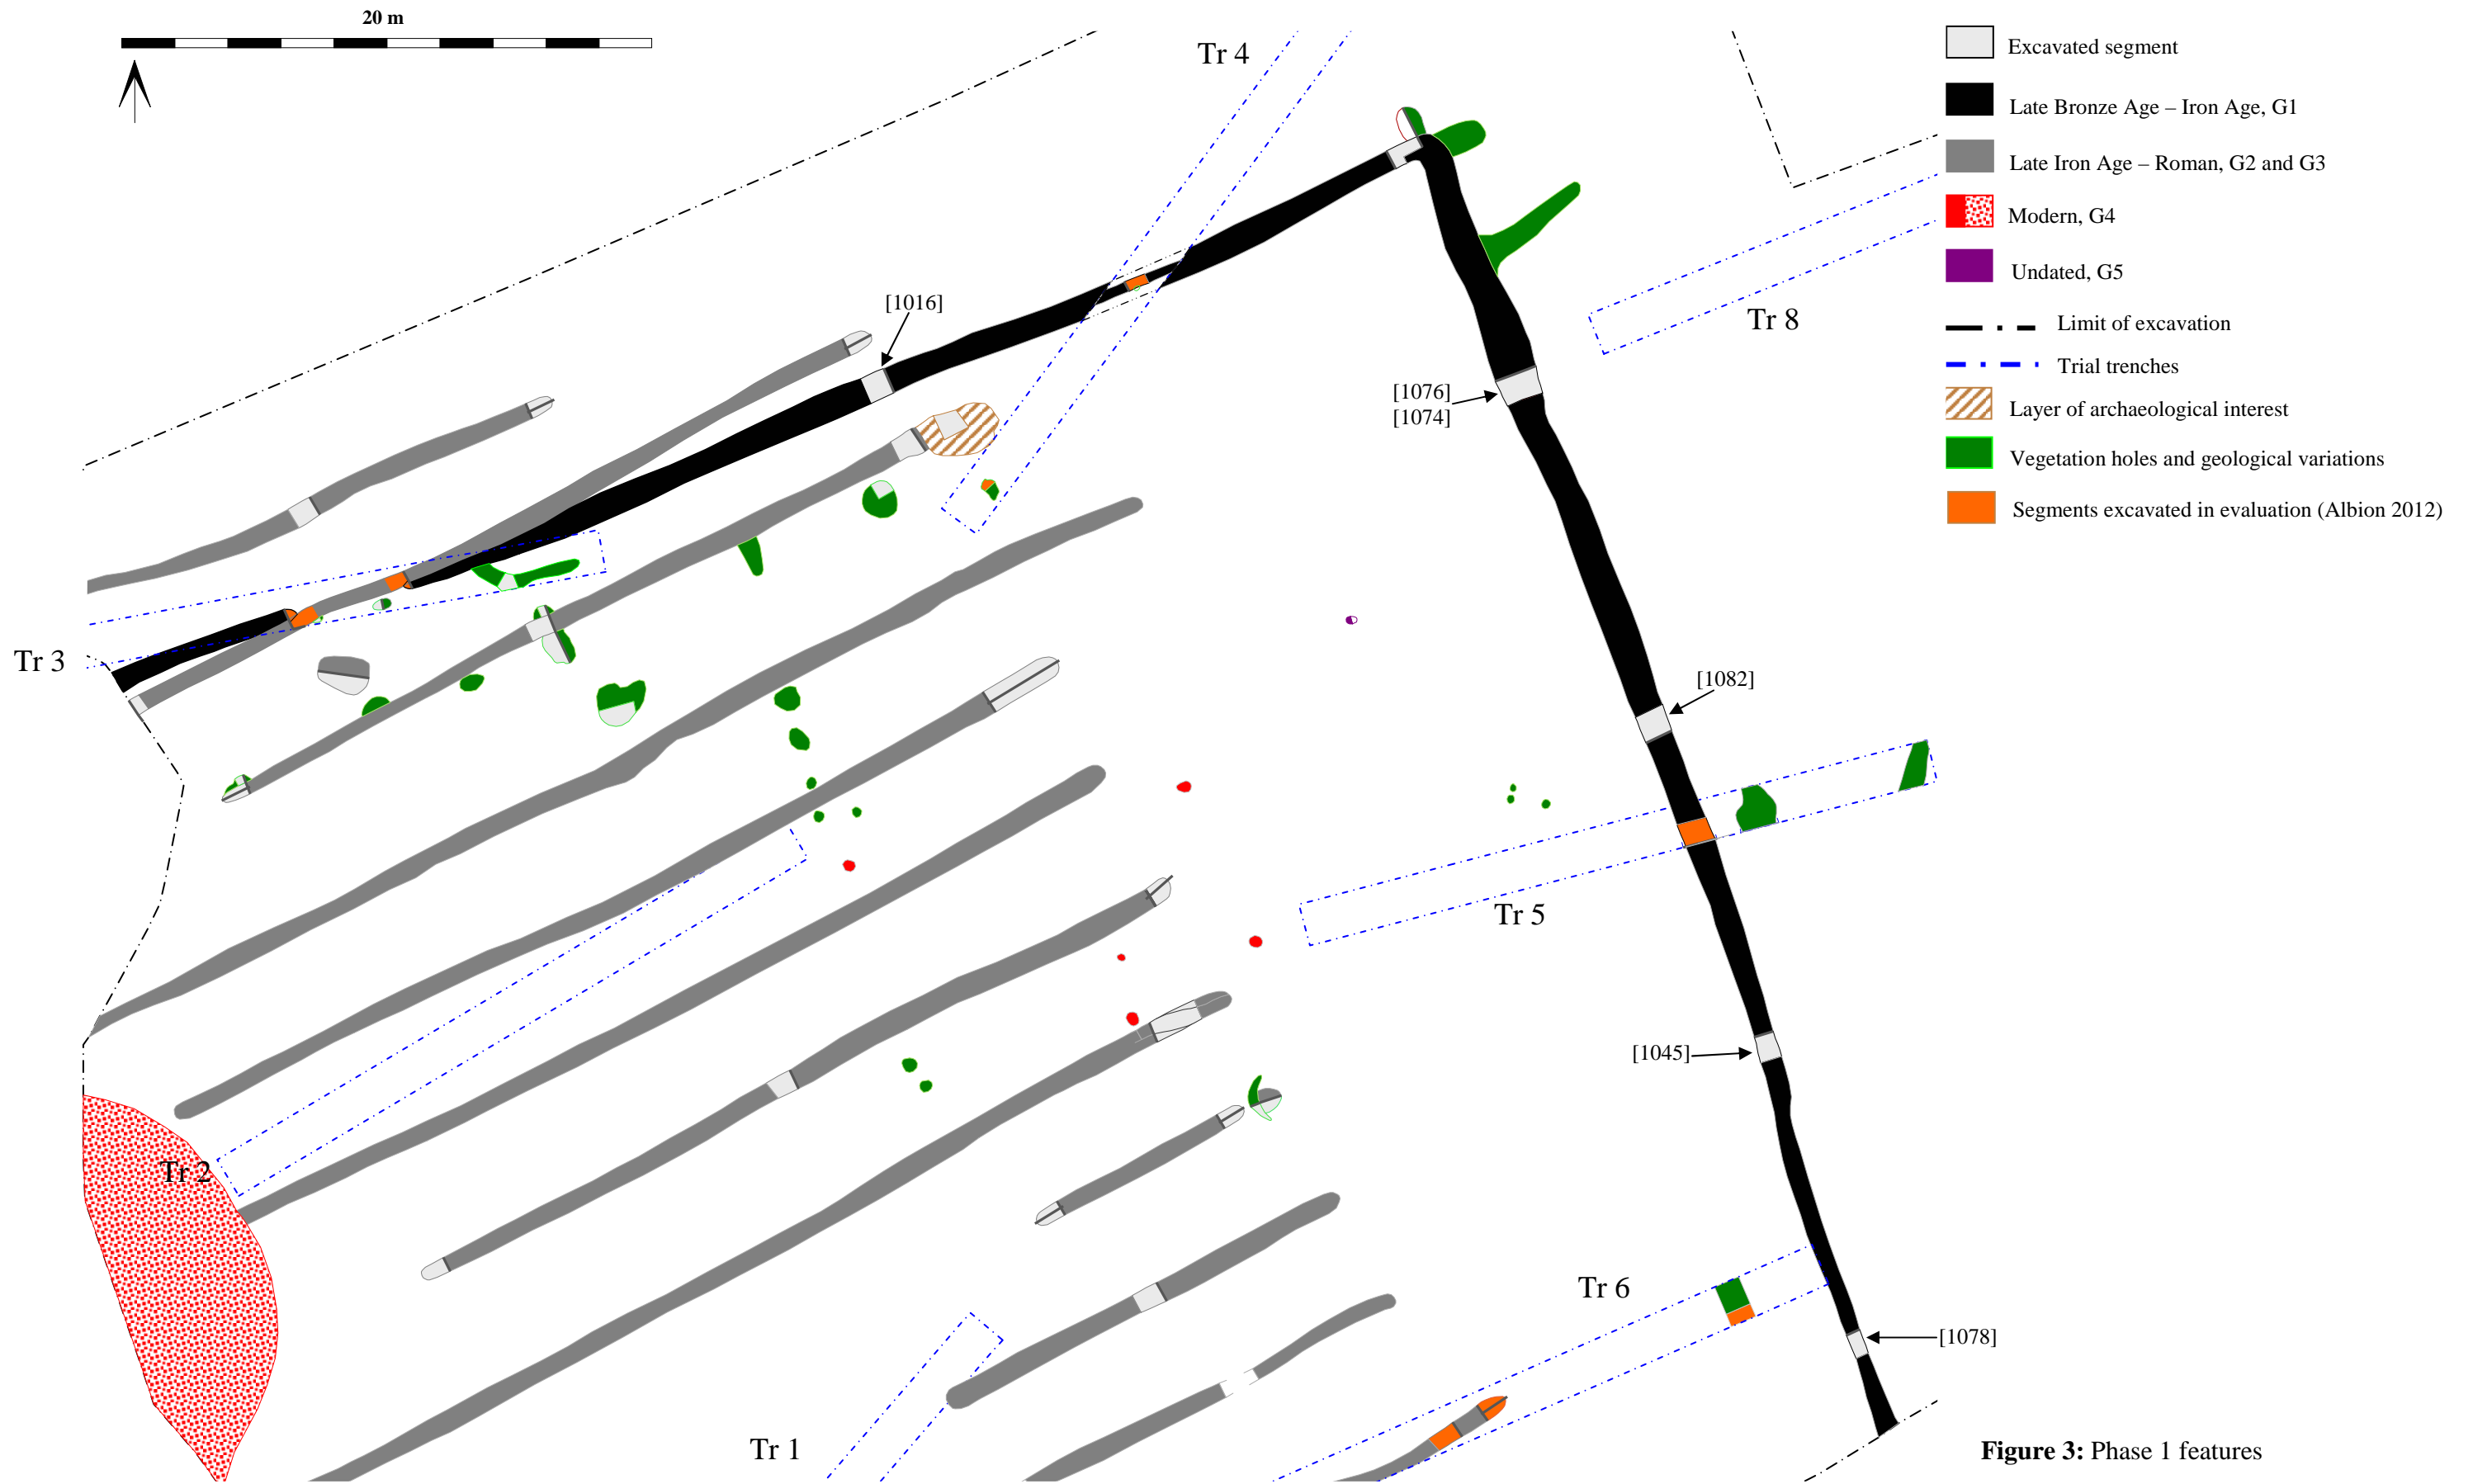 20 m
Tr 4
Excavated segment
Late Bronze Age – Iron Age, G1
Late Iron Age – Roman, G2 and G3
Modern, G4
Undated, G5
Limit of excavation
Trial trenches
Layer of archaeological interest
Vegetation holes and geological variations
Segments excavated in evaluation (Albion 2012)
[1016]
Tr 8
[1076]
[1074]
Tr 3
[1082]
Tr 5
[1045]
Tr 2
Tr 6
[1078]
Tr 1
Figure 3: Phase 1 features